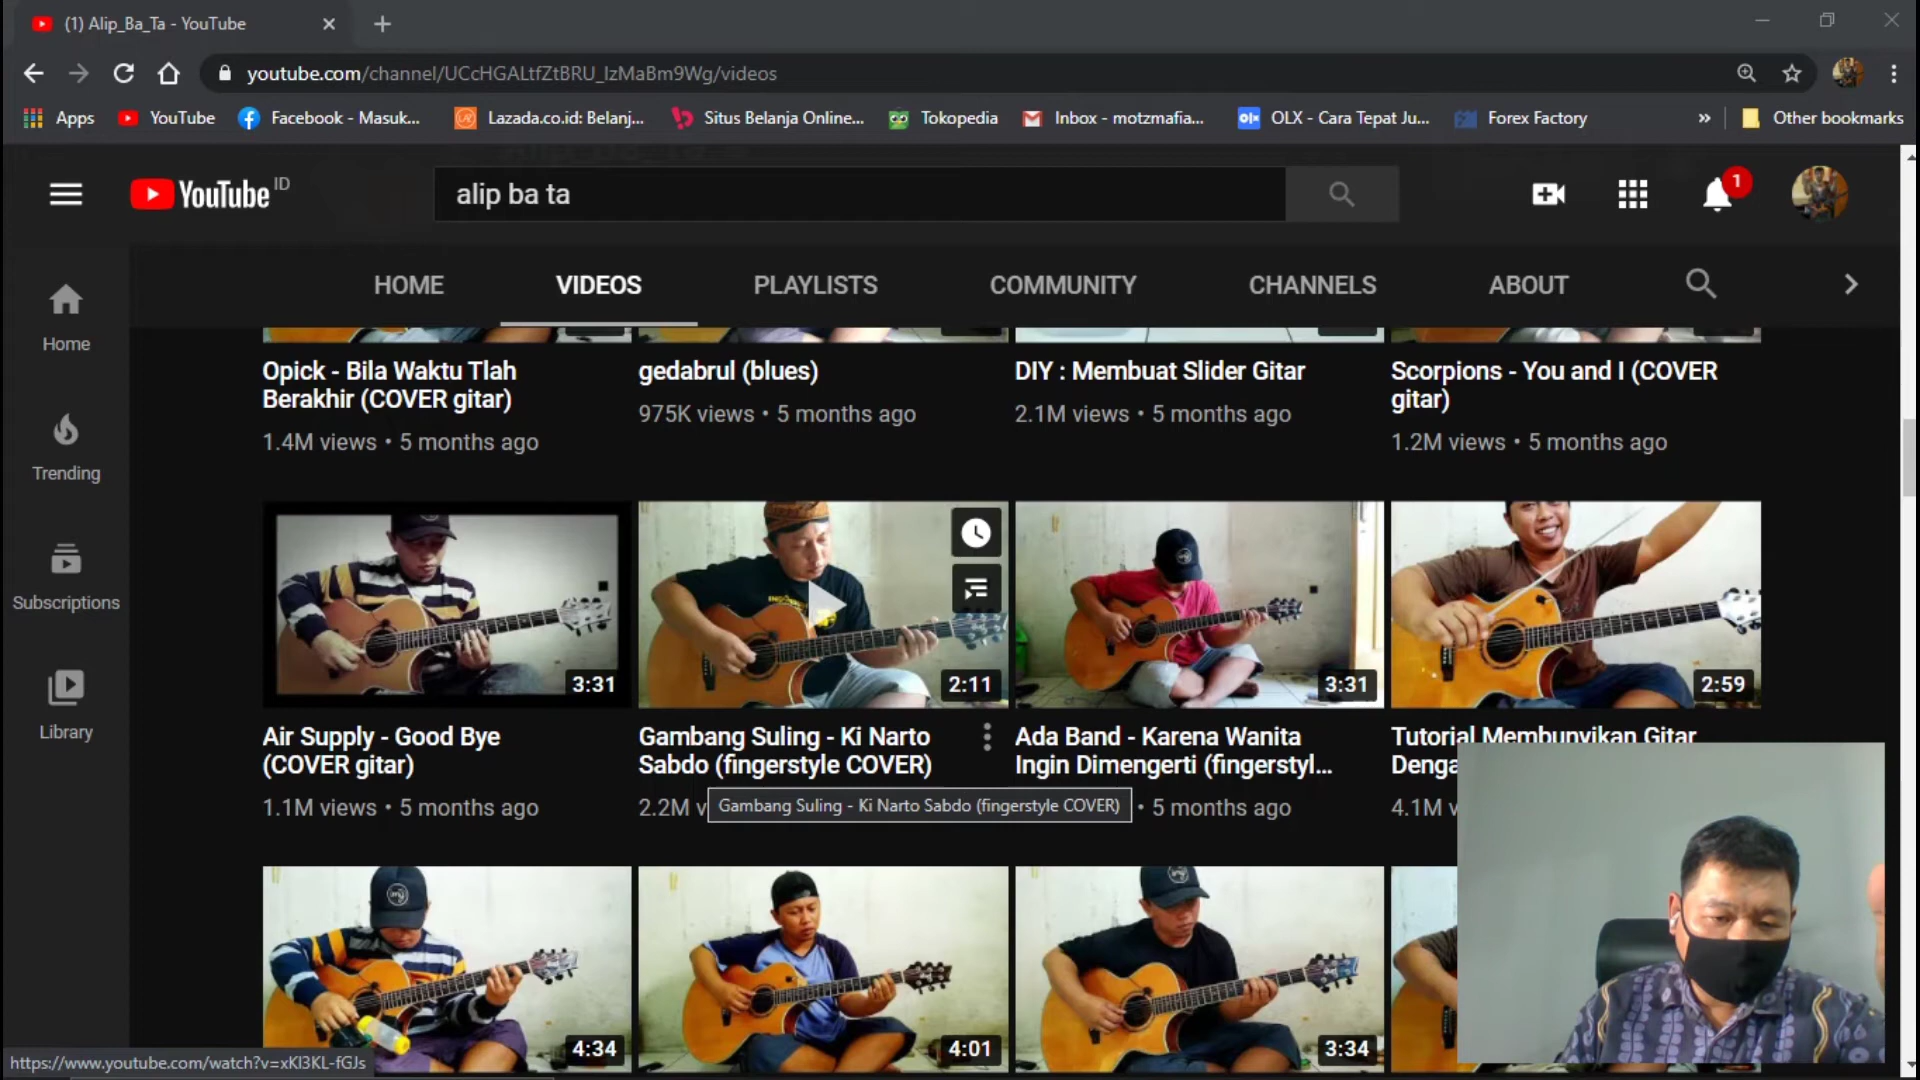 (1) Alip_Ba_Ta - YouTube
youtube.com/channel/UCcHGALtfZtBRU_IzMaBm9Wg/videos
Apps YouTube Facebook - Masuk... Lazada.co.id: Belanj... Situs Belanja Online... Tokopedia Inbox - motzmafia... OLX - Cara Tepat Ju... Forex Factory » Other bookmarks
YouTube ID
alip ba ta
1
HOME VIDEOS PLAYLISTS COMMUNITY CHANNELS ABOUT
Home
Trending
Subscriptions
Library
Opick - Bila Waktu Tlah
Berakhir (COVER gitar)
1.4M views • 5 months ago
gedabrul (blues)
975K views • 5 months ago
DIY : Membuat Slider Gitar
2.1M views • 5 months ago
Scorpions - You and I (COVER
gitar)
1.2M views • 5 months ago
3:31
Air Supply - Good Bye
(COVER gitar)
1.1M views • 5 months ago
2:11
Gambang Suling - Ki Narto
Sabdo (fingerstyle COVER)
2.2M v
Gambang Suling - Ki Narto Sabdo (fingerstyle COVER)
3:31
Ada Band - Karena Wanita
Ingin Dimengerti (fingerstyl...
• 5 months ago
2:59
Tutorial Membunyikan Gitar
Denga
4.1M v
4:34
4:01
3:34
https://www.youtube.com/watch?v=xKl3KL-fGJs